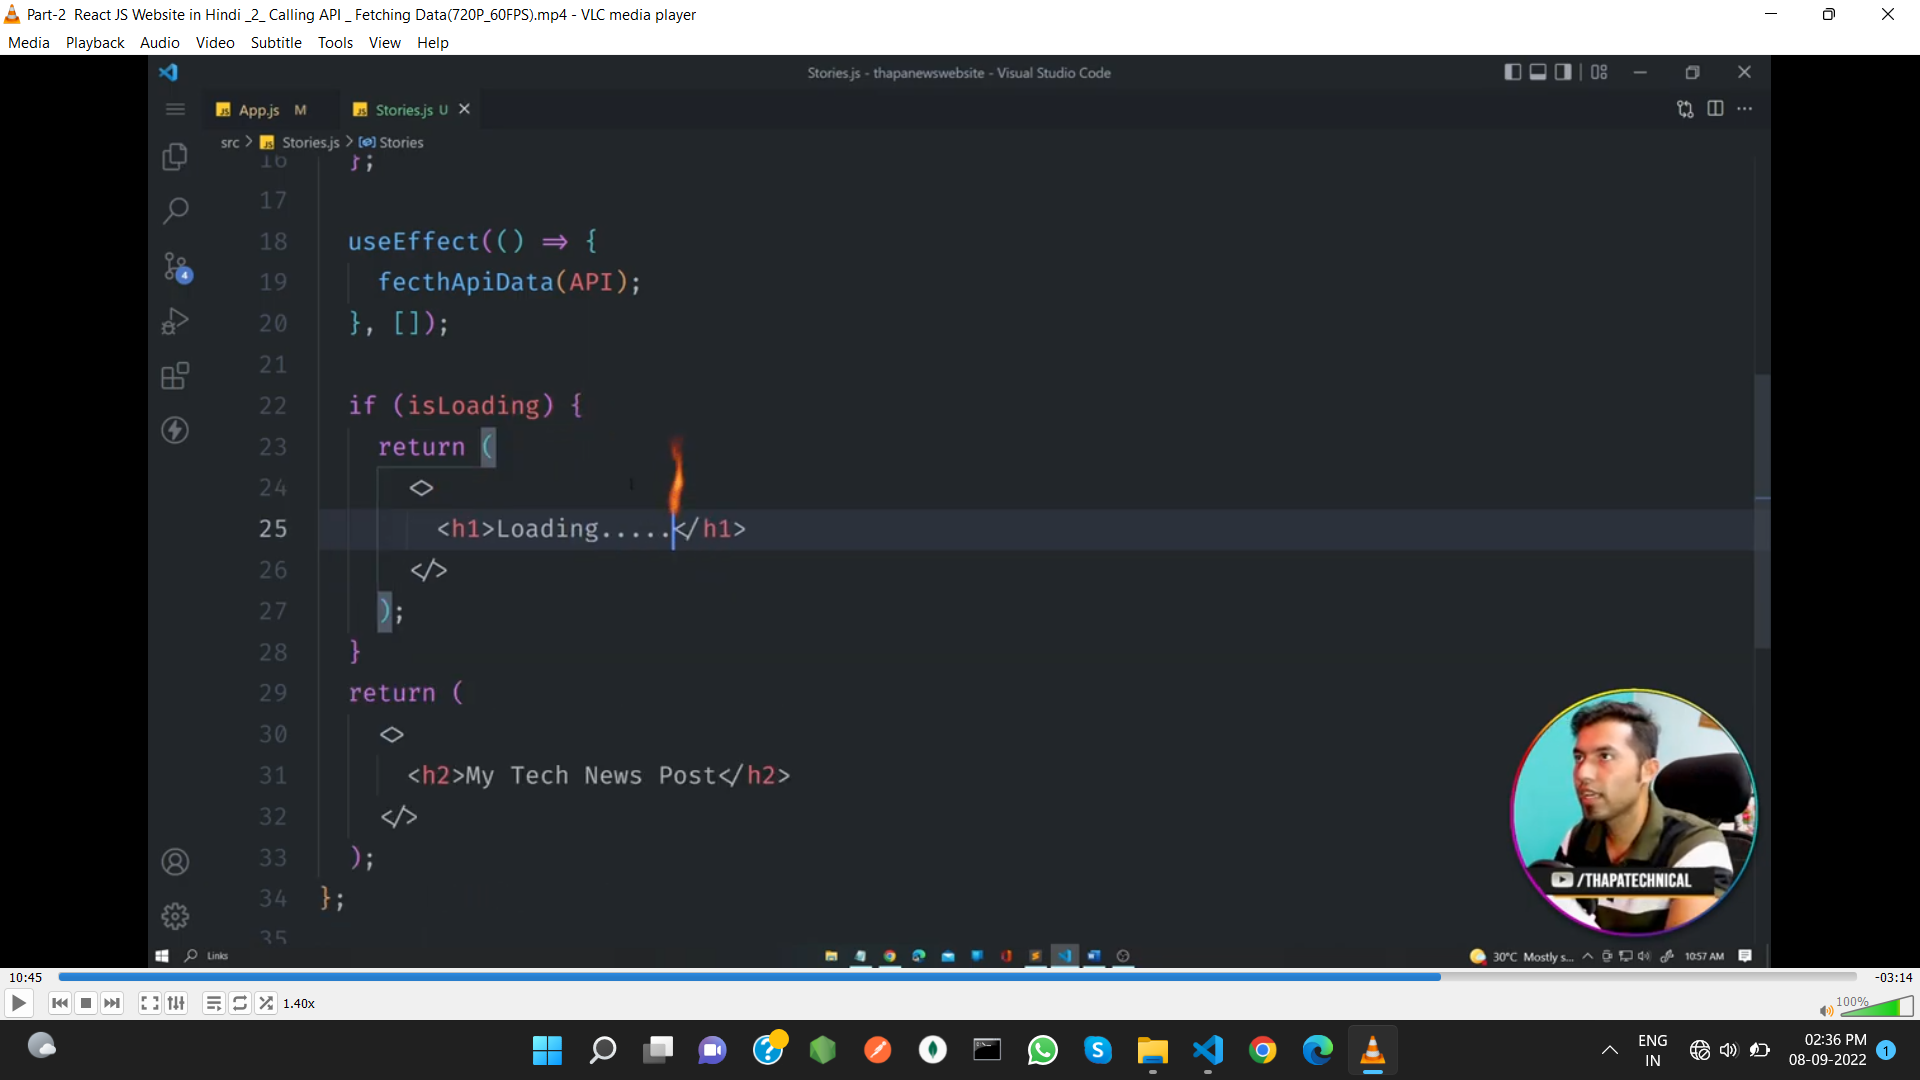 Part-2  React JS Website in Hindi _2_ Calling API _ Fetching Data(720P_60FPS).mp4 - VLC media player
Media Playback Audio Video Subtitle Tools View Help
Stories.js - thapanewswebsite - Visual Studio Code
JS App.js M JS Stories.js U
src > JS Stories.js > Stories
16 };
17
18 useEffect(() => {
19 fecthApiData(API);
20 }, []);
21
22 if (isLoading) {
23 return (
24 <>
25 <h1>Loading.....</h1>
26 </>
27 );
28 }
29 return (
30 <>
31 <h2>My Tech News Post</h2>
32 </>
33 );
34 };
35
4
/THAPATECHNICAL
Links
30°C Mostly s... 10:57 AM
10:45 -03:14
1.40x 100%
ENG
IN
02:36 PM
08-09-2022
1